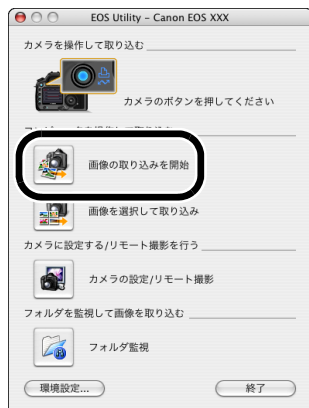 EOS Utility – Canon EOS XXX
カメラを操作して取り込む
カメラのボタンを押してください
画像の取り込みを開始
画像を選択して取り込み
カメラに設定する/リモート撮影を行う
カメラの設定/リモート撮影
フォルダを監視して画像を取り込む
フォルダ監視
環境設定...
終了